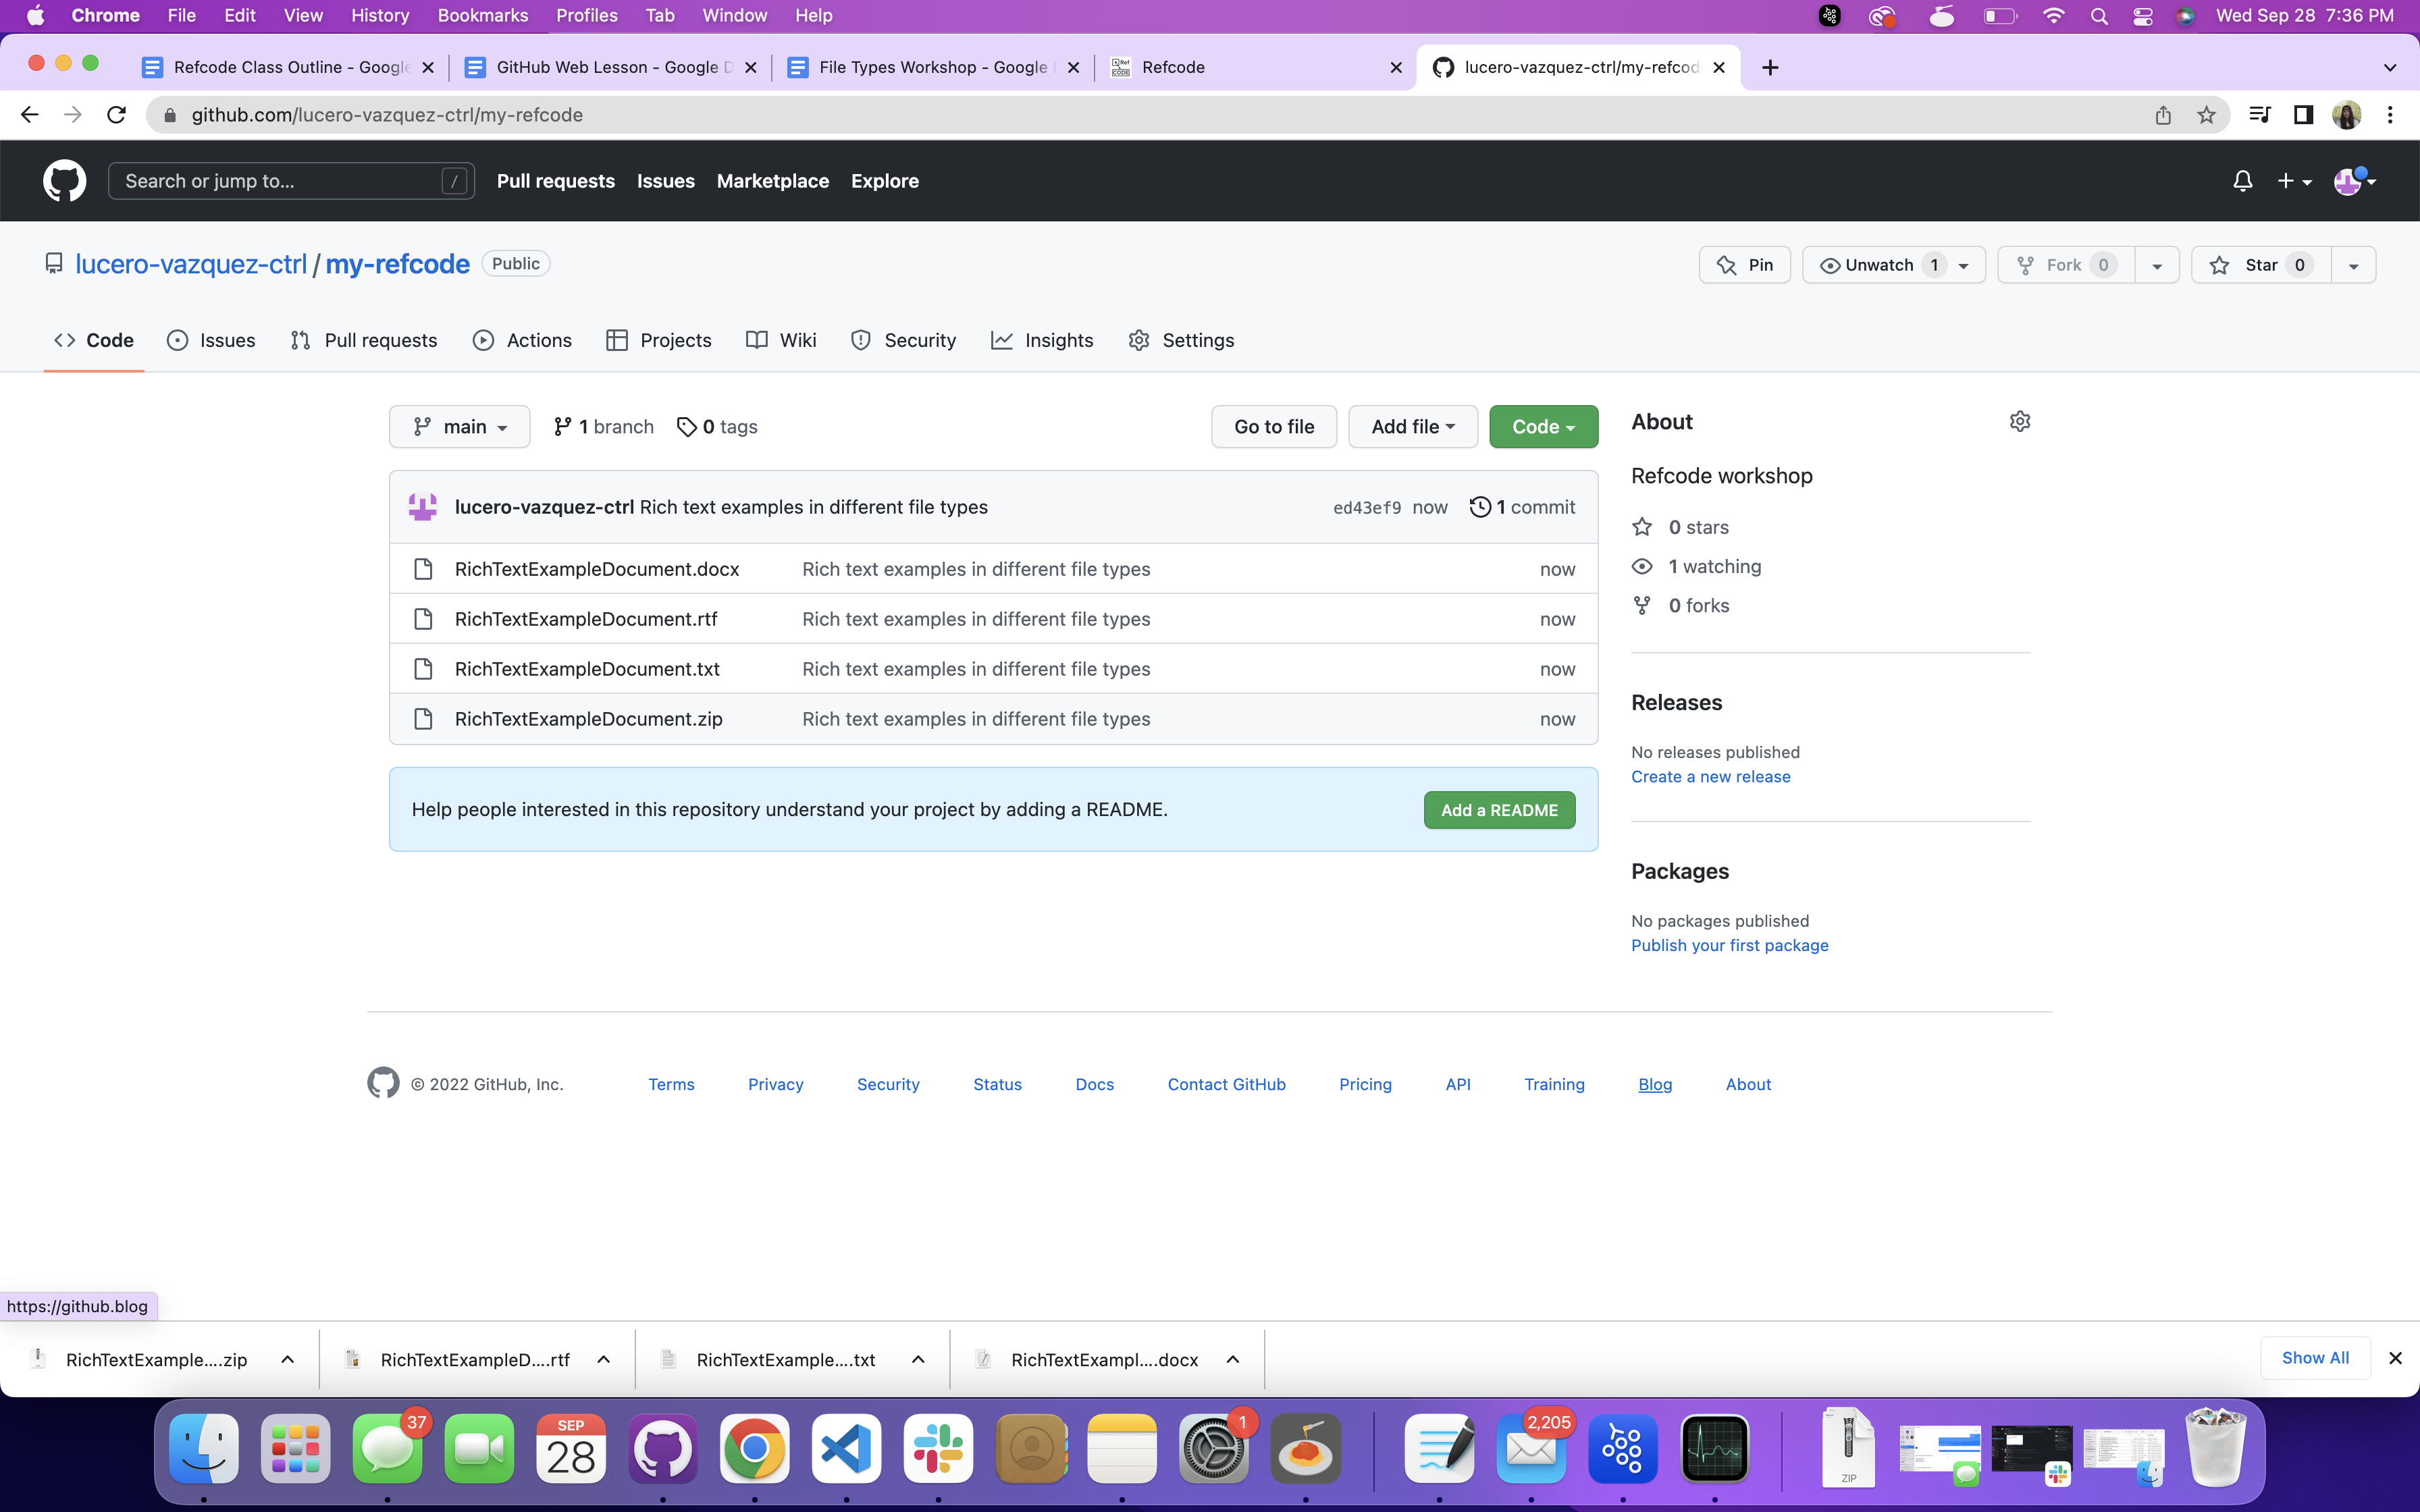 Chrome File Edit View History Bookmarks Profiles Tab Window Help Wed Sep 28 7:36 PM
Refcode Class Outline - Google GitHub Web Lesson - Google D File Types Workshop - Google Refcode lucero-vazquez-ctrl/my-refcod
github.com/lucero-vazquez-ctrl/my-refcode
Search or jump to... / Pull requests Issues Marketplace Explore
lucero-vazquez-ctrl / my-refcode Public Pin Unwatch 1 Fork 0 Star 0
Code Issues Pull requests Actions Projects Wiki Security Insights Settings
main 1 branch 0 tags Go to file Add file Code
lucero-vazquez-ctrl Rich text examples in different file types ed43ef9 now 1 commit
RichTextExampleDocument.docx Rich text examples in different file types now
RichTextExampleDocument.rtf Rich text examples in different file types now
RichTextExampleDocument.txt Rich text examples in different file types now
RichTextExampleDocument.zip Rich text examples in different file types now
Help people interested in this repository understand your project by adding a README. Add a README
About
Refcode workshop
0 stars
1 watching
0 forks
Releases
No releases published
Create a new release
Packages
No packages published
Publish your first package
© 2022 GitHub, Inc. Terms Privacy Security Status Docs Contact GitHub Pricing API Training Blog About
https://github.blog
RichTextExample....zip RichTextExampleD....rtf RichTextExample....txt RichTextExampl....docx Show All
37 SEP 28 1 2,205 ZIP